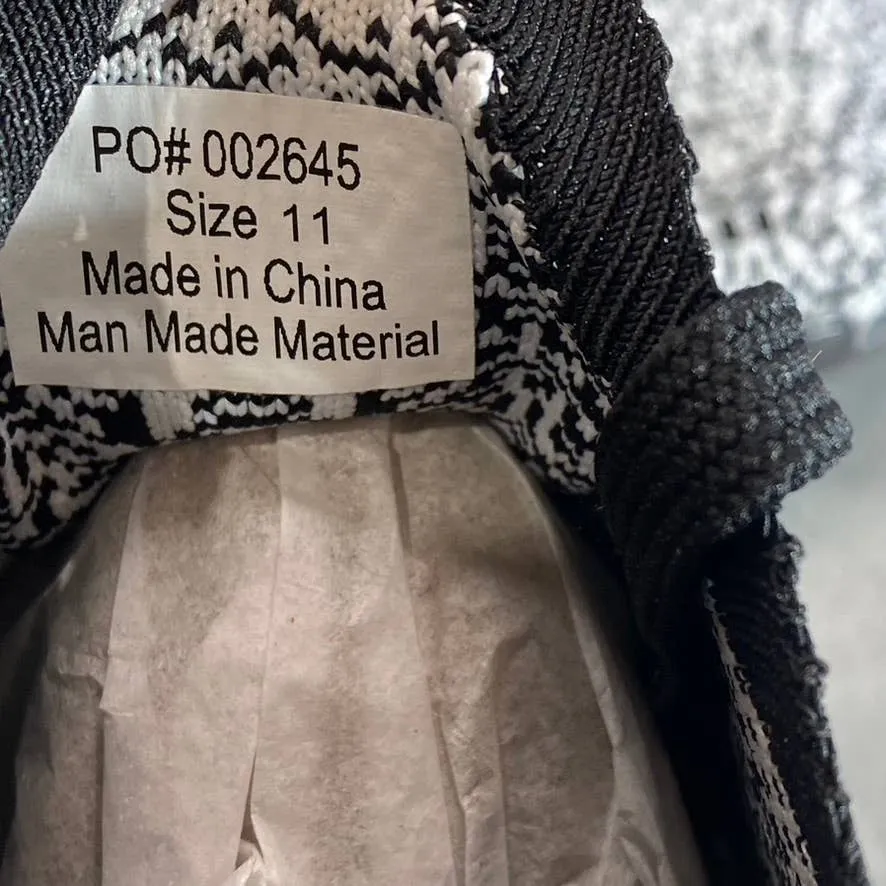 PO# 002645
Size 11
Made in China
Man Made Material